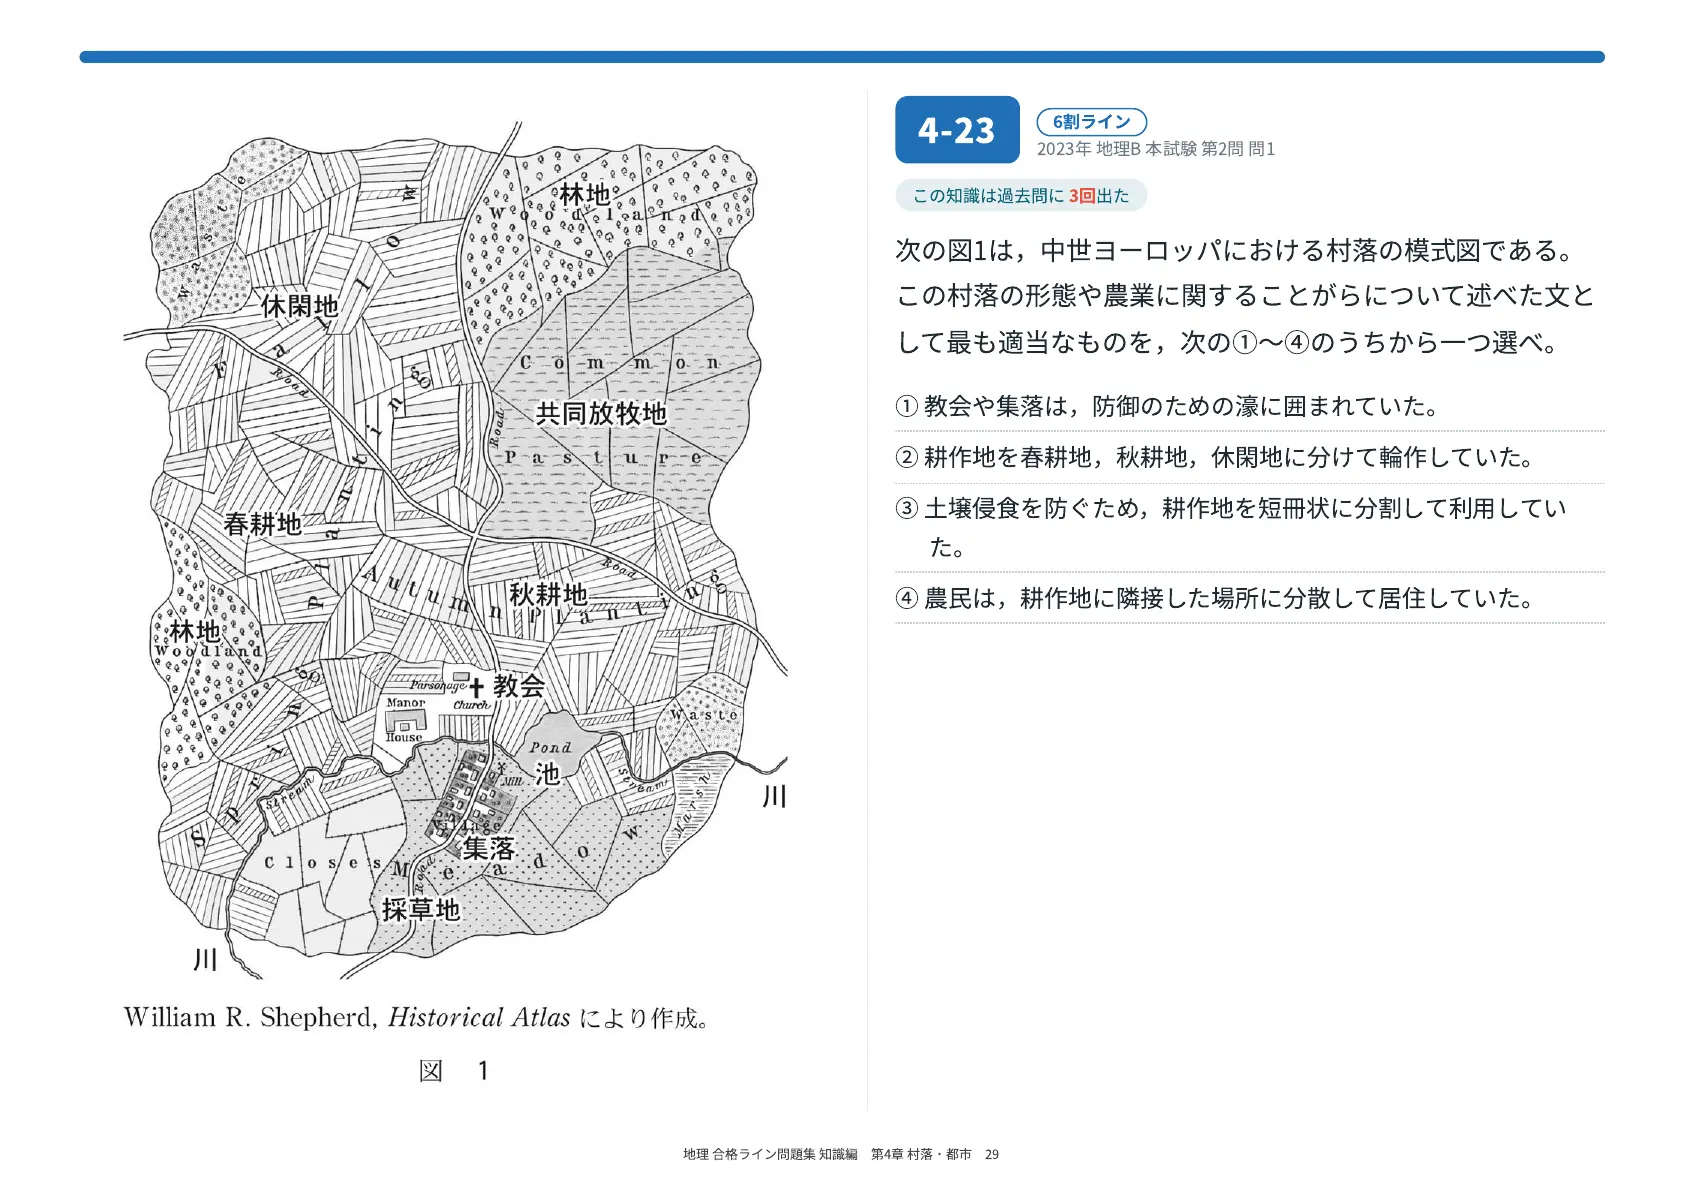 4-23
6割ライン
2023年 地理B 本試験 第2問 問1
この知識は過去問に 3回出た
次の図1は，中世ヨーロッパにおける村落の模式図である。
この村落の形態や農業に関することがらについて述べた文と
して最も適当なものを，次の①～④のうちから一つ選べ。
① 教会や集落は，防御のための濠に囲まれていた。
② 耕作地を春耕地，秋耕地，休閑地に分けて輪作していた。
③ 土壌侵食を防ぐため，耕作地を短冊状に分割して利用してい
た。
④ 農民は，耕作地に隣接した場所に分散して居住していた。
林地
Woodland
Waste
休閑地
Fallow
Road
Common
共同放牧地
Pasture
Road
春耕地
Spring Plantings
Autumn Plantings
秋耕地
Road
林地
Woodland
Parsonage
教会
Church
Manor
House
Waste
Pond
池
Mill
Stream
Stream
Marsh
川
Village
集落
Closes
Meadow
Road
採草地
川
William R. Shepherd, Historical Atlas により作成。
図 1
地理 合格ライン問題集 知識編 第4章 村落・都市 29